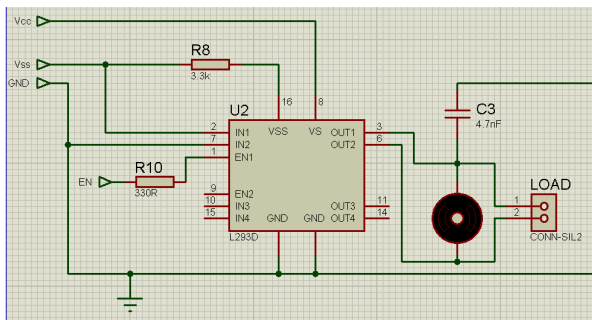 Vcc
Vss
GND
R8
3.3k
16
8
U2
2
IN1
VSS
VS
OUT1
3
7
IN2
OUT2
6
1
EN1
EN
R10
330R
9
EN2
10
IN3
OUT3
11
15
IN4
GND
GND
OUT4
14
L293D
C3
4.7nF
LOAD
1
2
CONN-SIL2